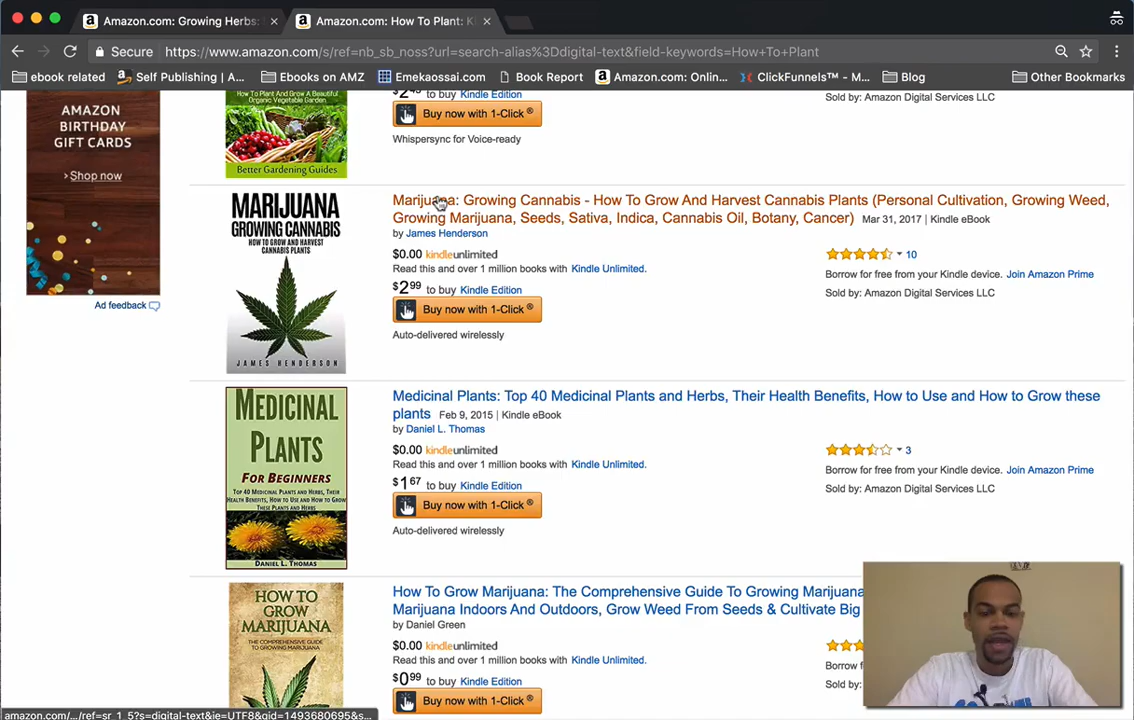 Amazon.com: Growing Herbs:
Amazon.com: How To Plant: K
Secure
https://www.amazon.com/s/ref=nb_sb_noss?url=search-alias%3Ddigital-text&field-keywords=How+To+Plant
ebook related
Self Publishing | A...
Ebooks on AMZ
Emekaossai.com
Book Report
Amazon.com: Onlin...
ClickFunnels™ - M...
Blog
Other Bookmarks
AMAZON
BIRTHDAY
GIFT CARDS
Shop now
Ad feedback
How To Plant And Grow A Beautiful
Organic Vegetable Garden
Better Gardening Guides
$2 to buy Kindle Edition
Buy now with 1-Click ®
Whispersync for Voice-ready
Sold by: Amazon Digital Services LLC
MARIJUANA
GROWING CANNABIS
HOW TO GROW AND HARVEST
CANNABIS PLANTS
JAMES HENDERSON
Marijuana: Growing Cannabis - How To Grow And Harvest Cannabis Plants (Personal Cultivation, Growing Weed,
Growing Marijuana, Seeds, Sativa, Indica, Cannabis Oil, Botany, Cancer) Mar 31, 2017 | Kindle eBook
by James Henderson
$0.00 kindleunlimited
Read this and over 1 million books with Kindle Unlimited.
$2 99 to buy Kindle Edition
Buy now with 1-Click ®
Auto-delivered wirelessly
10
Borrow for free from your Kindle device. Join Amazon Prime
Sold by: Amazon Digital Services LLC
MEDICINAL
PLANTS
FOR BEGINNERS
TOP 40 MEDICINAL PLANTS AND HERBS, THEIR
HEALTH BENEFITS, HOW TO USE AND HOW TO GROW
THESE PLANTS AND HERBS
DANIEL L. THOMAS
Medicinal Plants: Top 40 Medicinal Plants and Herbs, Their Health Benefits, How to Use and How to Grow these
plants Feb 9, 2015 | Kindle eBook
by Daniel L. Thomas
$0.00 kindleunlimited
Read this and over 1 million books with Kindle Unlimited.
$1 67 to buy Kindle Edition
Buy now with 1-Click ®
Auto-delivered wirelessly
3
Borrow for free from your Kindle device. Join Amazon Prime
Sold by: Amazon Digital Services LLC
HOW TO
GROW
MARIJUANA
THE COMPREHENSIVE GUIDE
TO GROWING MARIJUANA
How To Grow Marijuana: The Comprehensive Guide To Growing Marijuana
Marijuana Indoors And Outdoors, Grow Weed From Seeds & Cultivate Big
by Daniel Green
$0.00 kindleunlimited
Read this and over 1 million books with Kindle Unlimited.
$0 99 to buy Kindle Edition
Buy now with 1-Click ®
Borrow
Sold by:
amazon.com/.../ref=sr_1_5?s=digital-text&ie=UTF8&qid=1493680695&s...